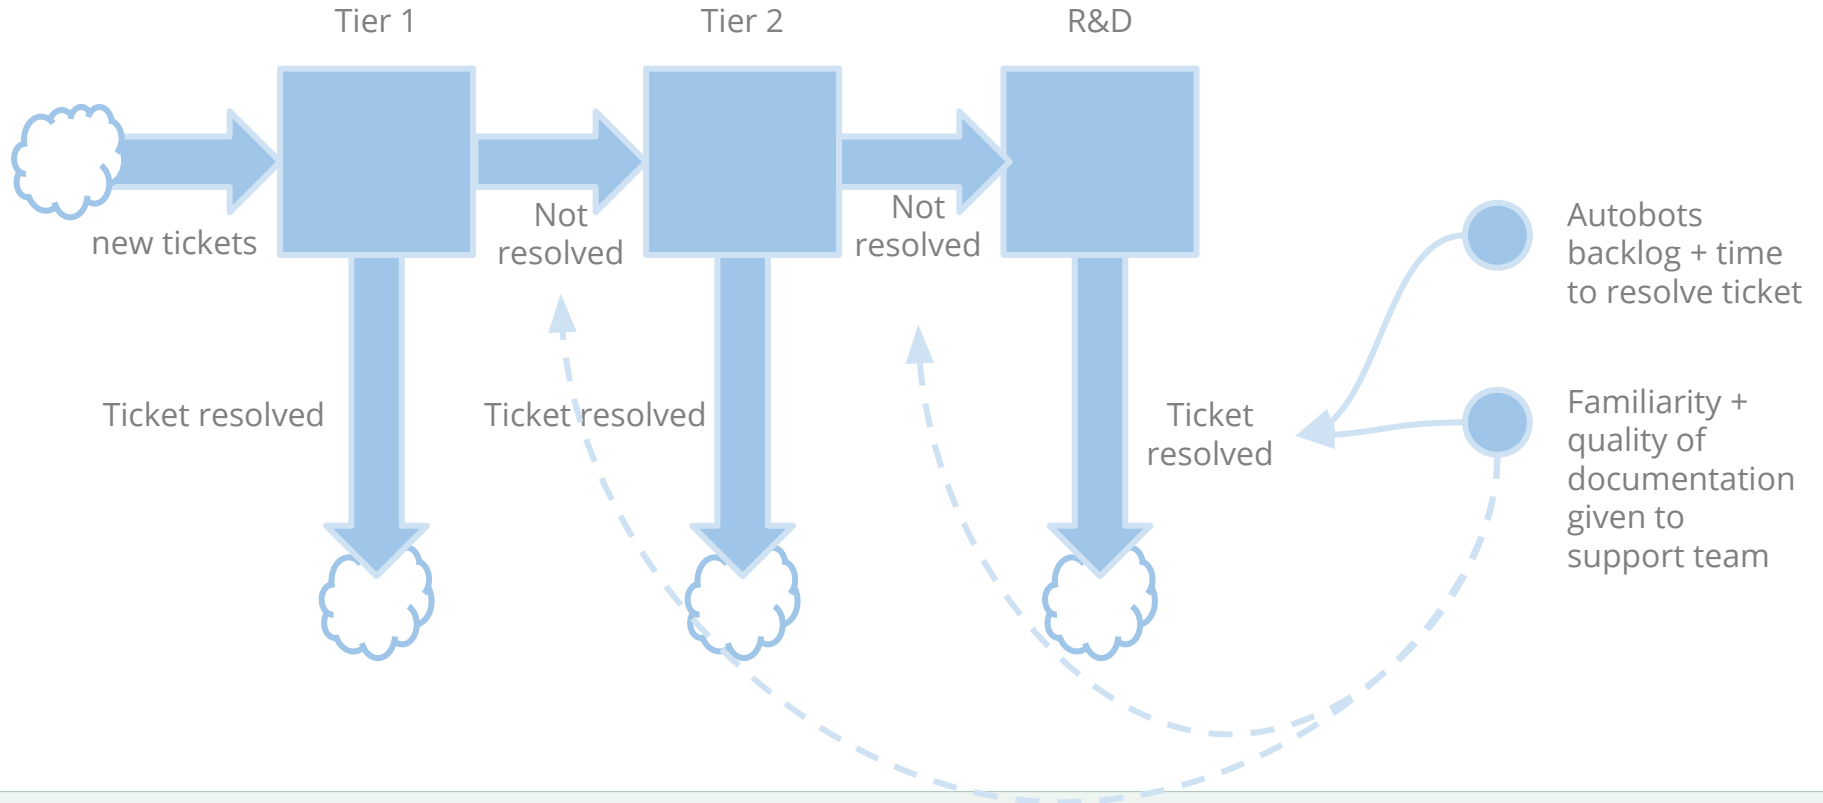 Tier 1
Tier 2
R&D
new tickets
Not
resolved
Not
resolved
Ticket resolved
Ticket resolved
Ticket
resolved
Autobots
backlog + time
to resolve ticket
Familiarity +
quality of
documentation
given to
support team